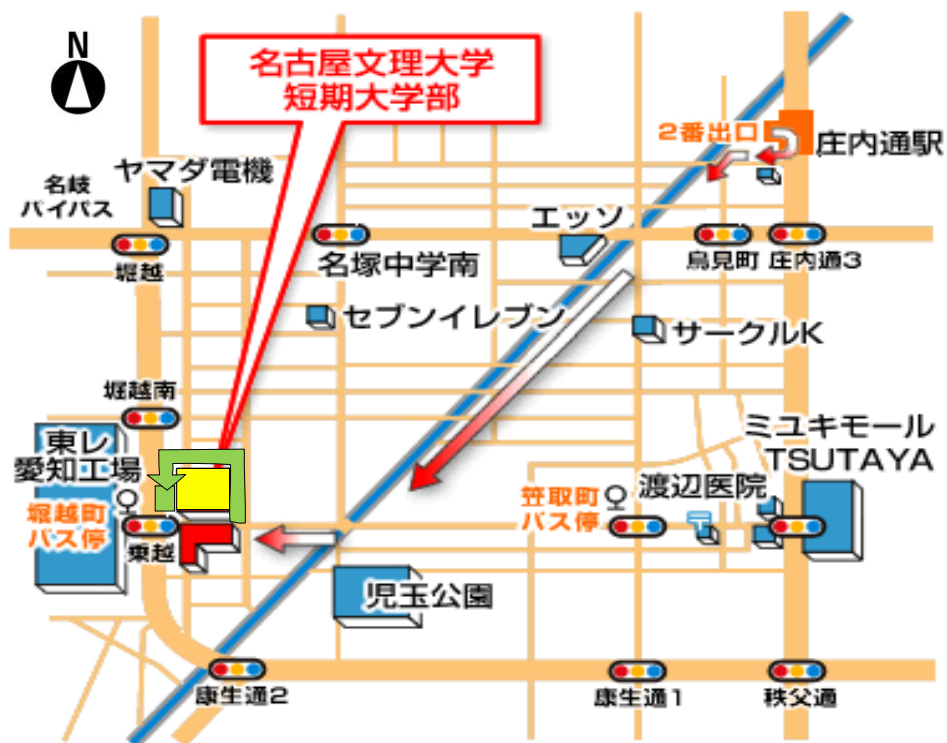 N
名古屋文理大学
短期大学部
2番出口
庄内通駅
ヤマダ電機
名岐
バイパス
エッソ
堀越
名塚中学南
鳥見町
庄内通3
セブンイレブン
サークルK
堀越南
東レ
愛知工場
ミユキモール
TSUTAYA
渡辺医院
笠取町
バス停
堀越町
バス停
東越
〒
児玉公園
康生通2
康生通1
秩父通